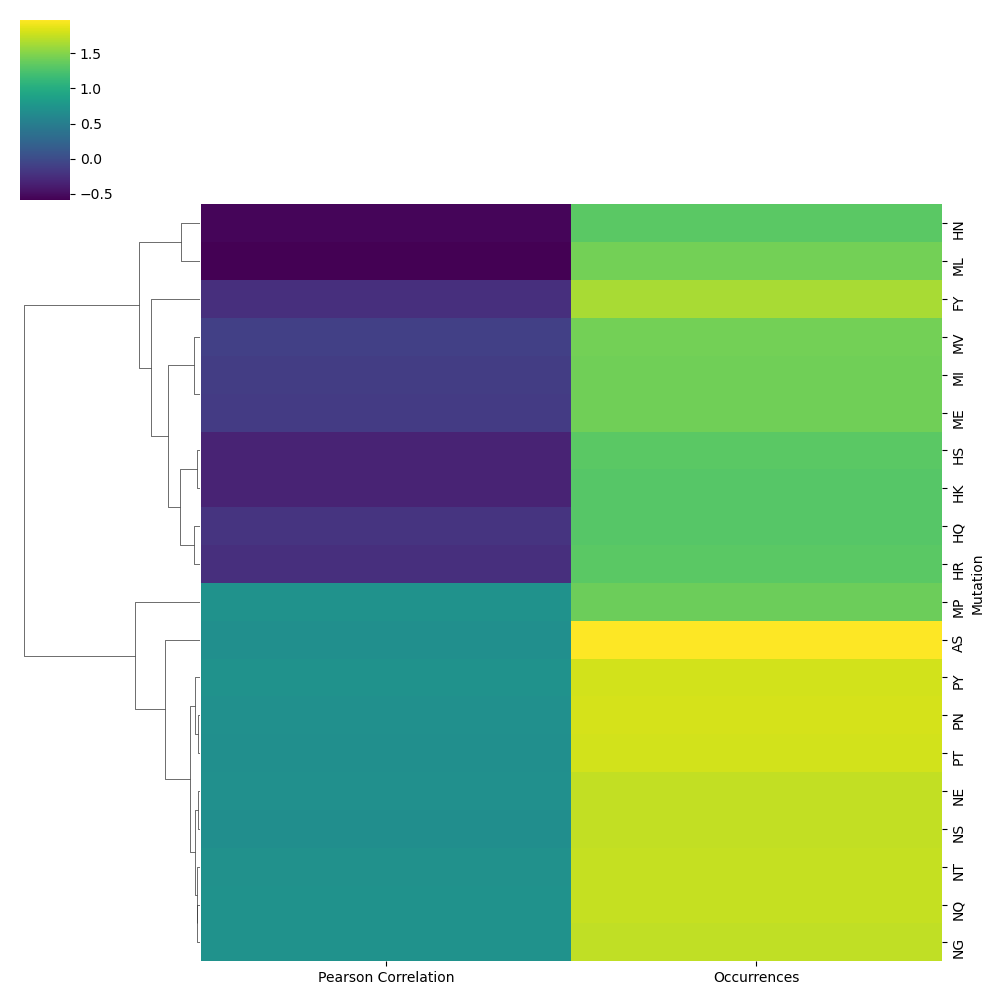 1.5
1.0
0.5
0.0
−0.5
HN
ML
FY
MV
MI
ME
HS
HK
HQ
HR
MP
AS
PY
PN
PT
NE
NS
NT
NQ
NG
Mutation
Pearson Correlation
Occurrences